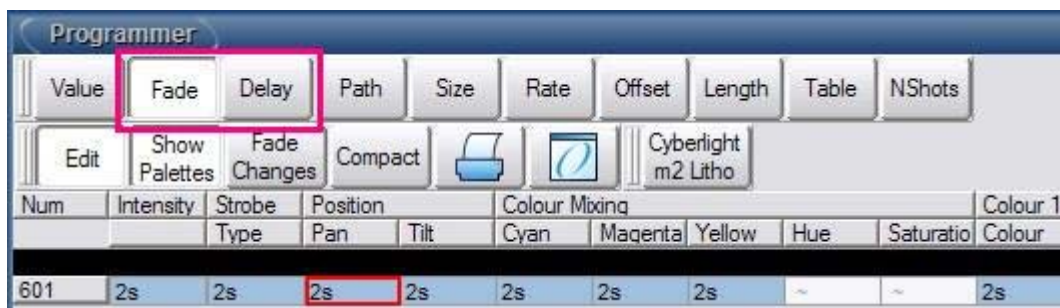 Programmer
Value Fade Delay Path Size Rate Offset Length Table NShots
Edit Show Palettes Fade Changes Compact Cyberlight m2 Litho
Num Intensity Strobe Position Colour Mixing Colour 1
Type Pan Tilt Cyan Magenta Yellow Hue Saturatio Colour
601 2s 2s 2s 2s 2s 2s 2s ~ ~ 2s